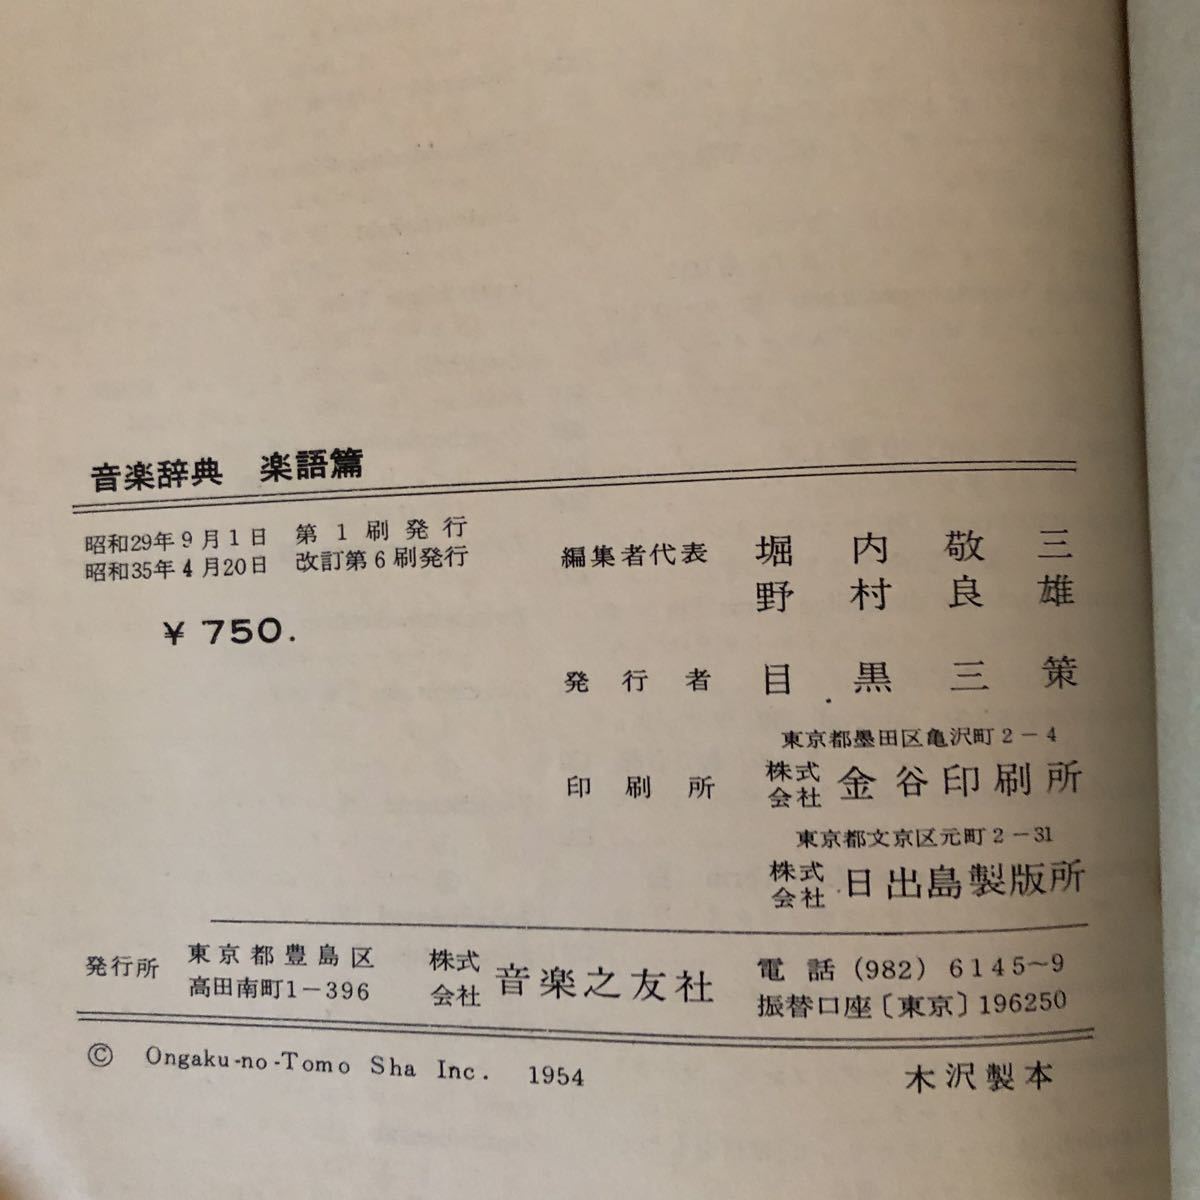 音楽辞典 楽語篇
昭和29年9月1日 第1刷発行
昭和35年4月20日 改訂第6刷発行
¥ 750.
編集者代表 堀内敬三
野村良雄
発行者 目黒三策
東京都墨田区亀沢町2-4
印刷所 株式会社 金谷印刷所
東京都文京区元町2-31
株式会社 日出島製版所
発行所 東京都豊島区高田南町1-396 株式会社 音楽之友社
電話 (982) 6145~9
振替口座〔東京〕196250
© Ongaku-no-Tomo Sha Inc. 1954
木沢製本